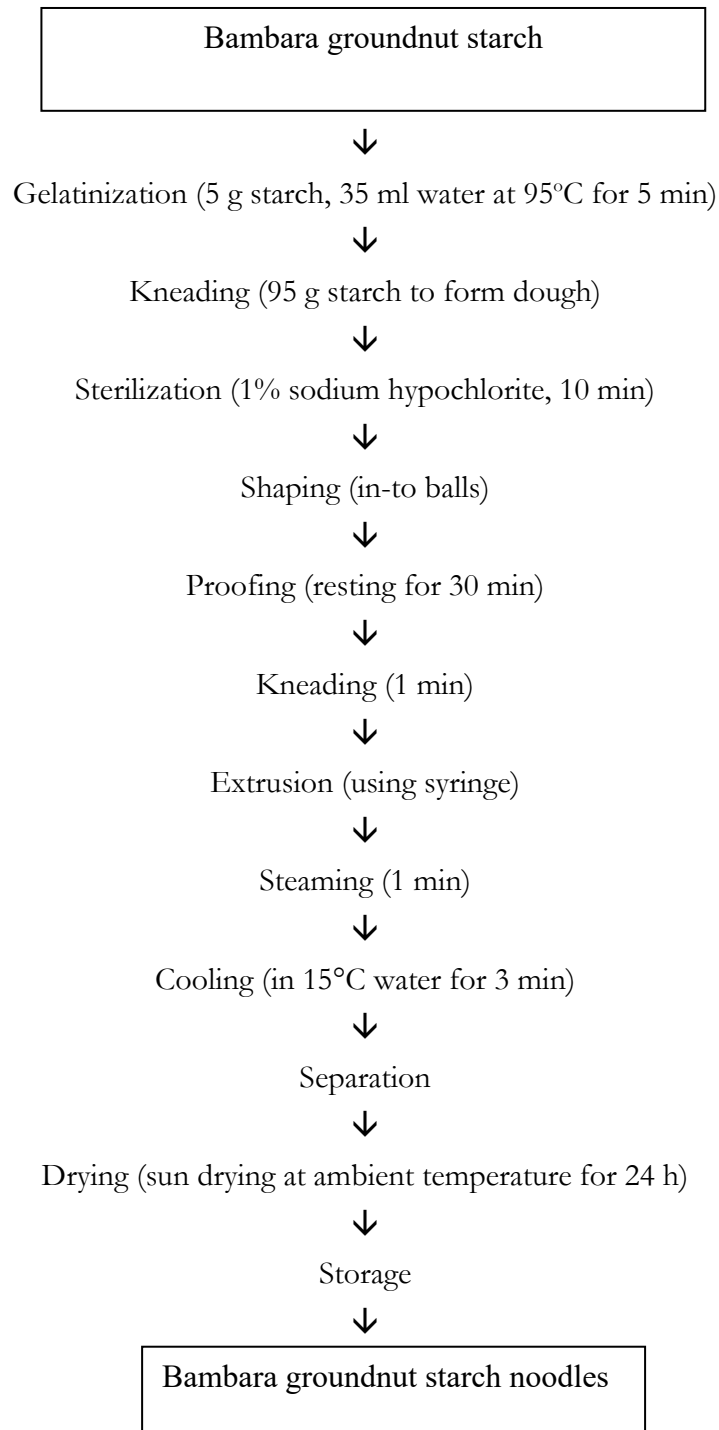 Bambara groundnut starch
↓
Gelatinization (5 g starch, 35 ml water at 95°C for 5 min)
↓
Kneading (95 g starch to form dough)
↓
Sterilization (1% sodium hypochlorite, 10 min)
↓
Shaping (in-to balls)
↓
Proofing (resting for 30 min)
↓
Kneading (1 min)
↓
Extrusion (using syringe)
↓
Steaming (1 min)
↓
Cooling (in 15°C water for 3 min)
↓
Separation
↓
Drying (sun drying at ambient temperature for 24 h)
↓
Storage
↓
Bambara groundnut starch noodles